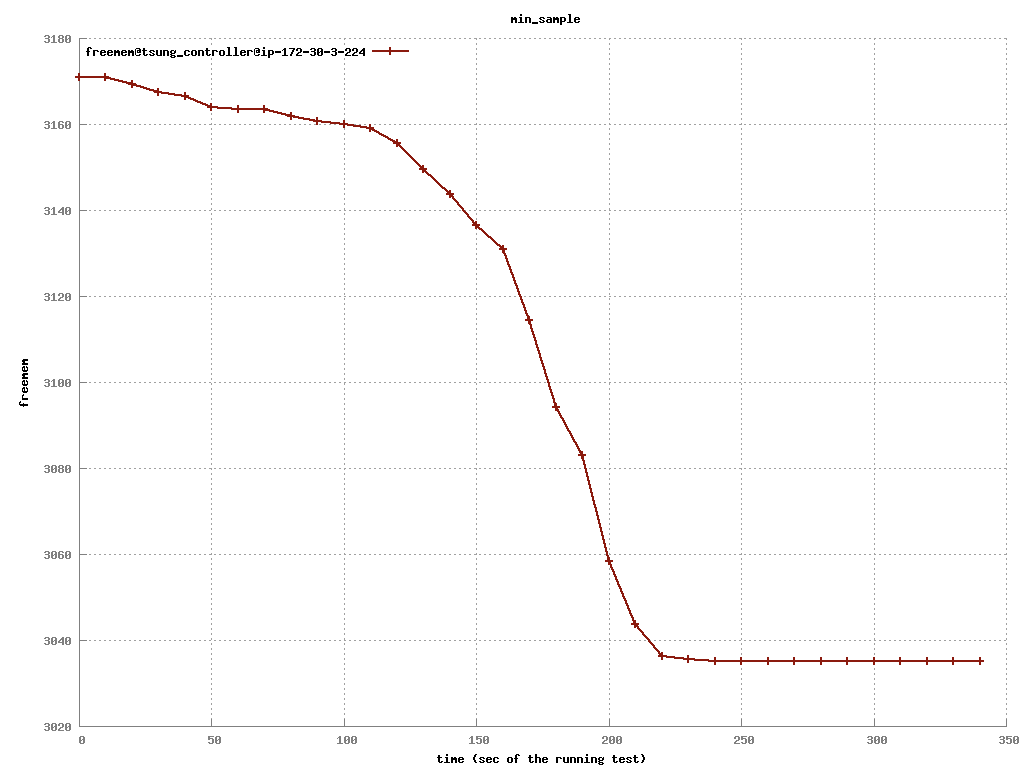 min_sample
3180
freemem@tsung_controller@ip-172-30-3-224
3160
3140
3120
3100
freemem
3080
3060
3040
3020
0 50 100 150 200 250 300 350
time (sec of the running test)